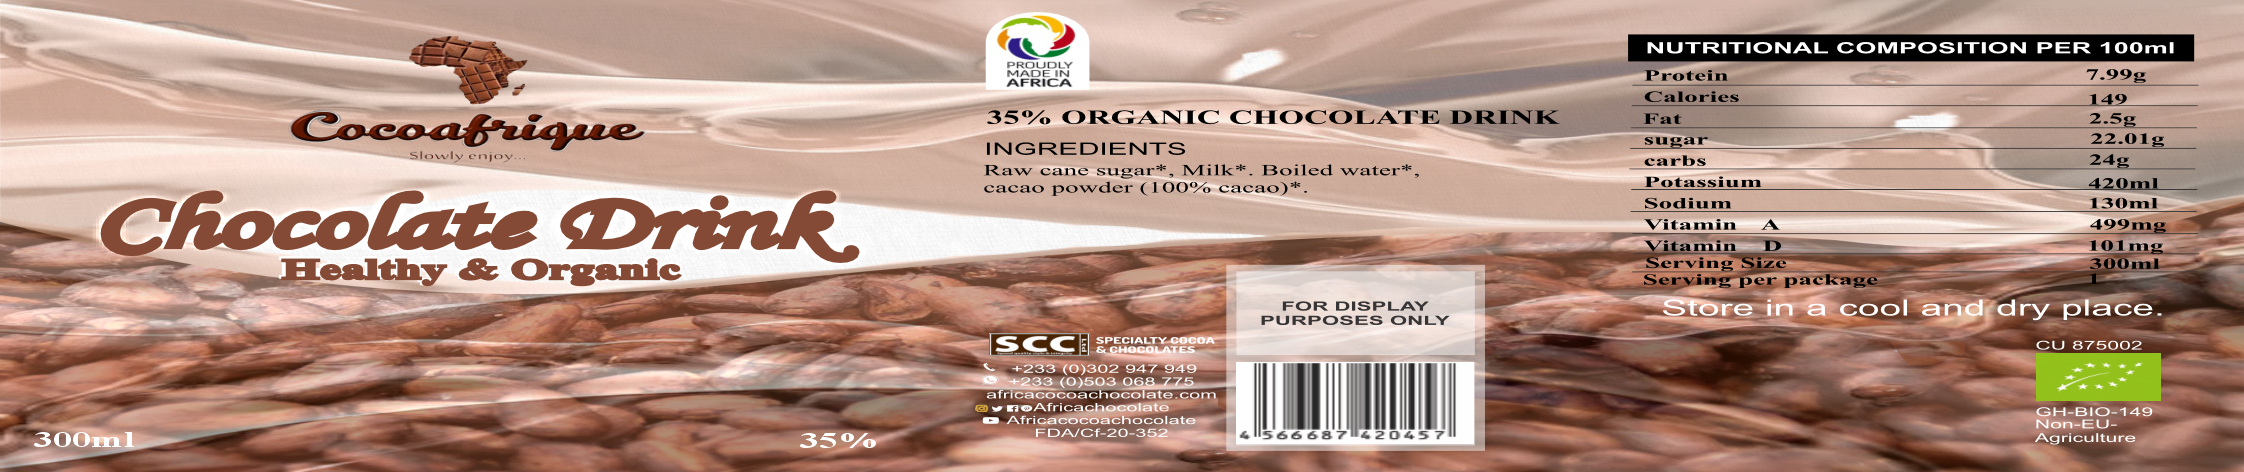 Cocoafrique
Slowly enjoy...
Chocolate Drink
Healthy & Organic
300ml
35%
PROUDLY
MADE IN
AFRICA
35% ORGANIC CHOCOLATE DRINK
INGREDIENTS
Raw cane sugar*, Milk*. Boiled water*,
cacao powder (100% cacao)*.
SCC Ltd SPECIALTY COCOA
& CHOCOLATES
+233 (0)302 947 949
+233 (0)503 068 775
africacocoachocolate.com
Africachocolate
Africacocoachocolate
FDA/Cf-20-352
FOR DISPLAY
PURPOSES ONLY
4 566687 420457
NUTRITIONAL COMPOSITION PER 100ml
Protein 7.99g
Calories 149
Fat 2.5g
sugar 22.01g
carbs 24g
Potassium 420ml
Sodium 130ml
Vitamin A 499mg
Vitamin D 101mg
Serving Size 300ml
Serving per package 1
Store in a cool and dry place.
CU 875002
GH-BIO-149
Non-EU-
Agriculture